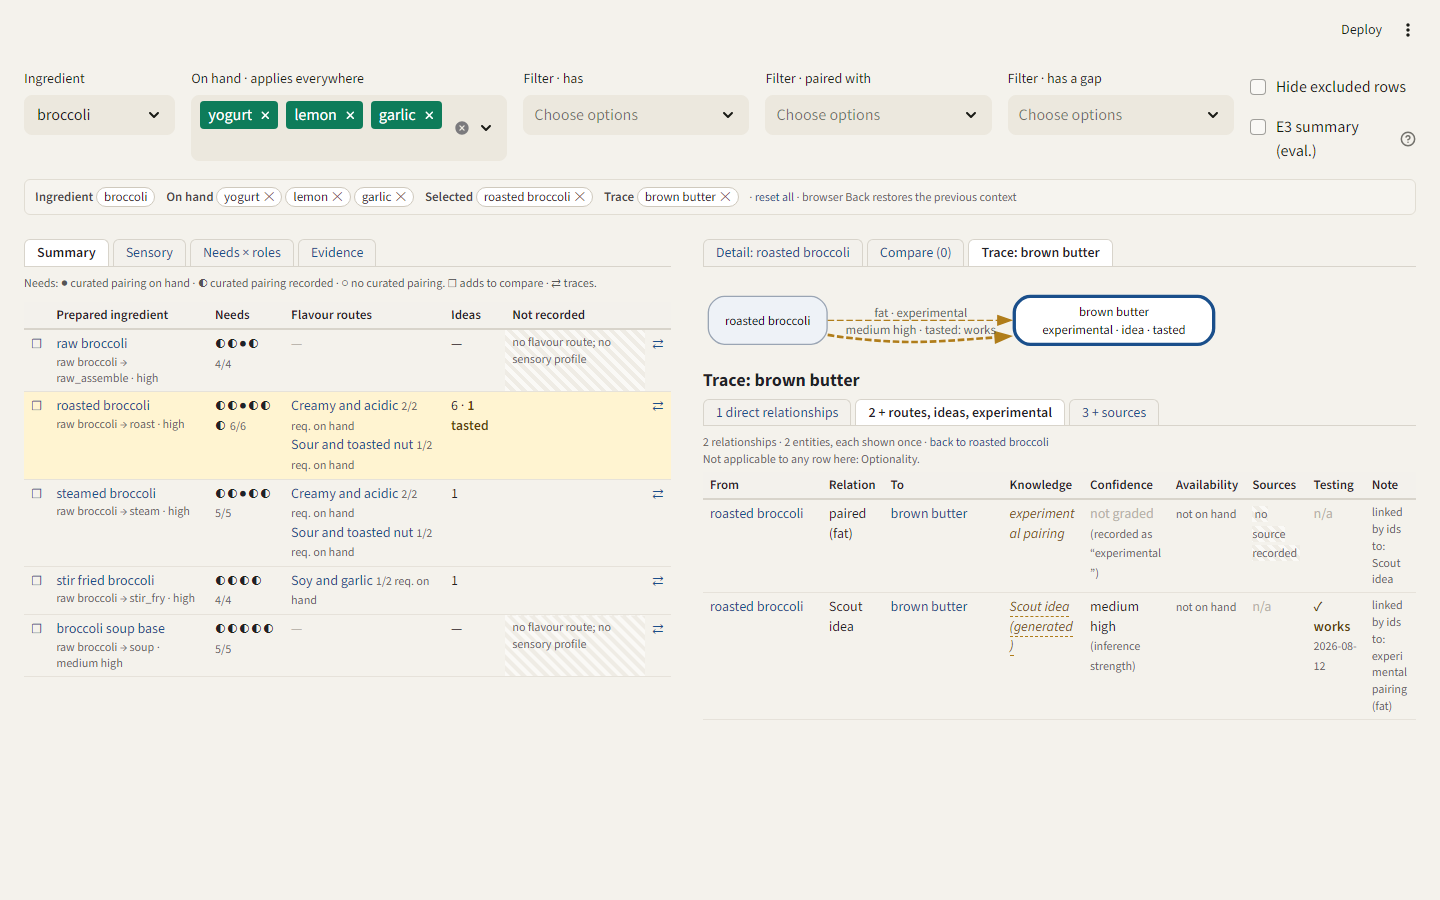 Deploy
Ingredient
On hand · applies everywhere
Filter · has
Filter · paired with
Filter · has a gap
broccoli
yogurt × lemon × garlic ×
Choose options
Choose options
Choose options
Hide excluded rows
E3 summary
(eval.)
Ingredient broccoli On hand yogurt × lemon × garlic × Selected roasted broccoli × Trace brown butter × · reset all · browser Back restores the previous context
Summary
Sensory
Needs × roles
Evidence
Needs: ● curated pairing on hand · ◐ curated pairing recorded · ○ no curated pairing. ❐ adds to compare · ⇄ traces.
Prepared ingredient Needs Flavour routes Ideas Not recorded
raw broccoli ◐◐●◐ — — no flavour route; no ⇄
raw broccoli → 4/4 sensory profile
raw_assemble · high
roasted broccoli ◐◐●◐◐ Creamy and acidic 2/2 6 · 1 ⇄
raw broccoli → roast · high ◐ 6/6 req. on hand tasted
Sour and toasted nut 1/2
req. on hand
steamed broccoli ◐◐●◐◐ Creamy and acidic 2/2 1 ⇄
raw broccoli → steam · high 5/5 req. on hand
Sour and toasted nut 1/2
req. on hand
stir fried broccoli ◐◐◐◐ Soy and garlic 1/2 req. on 1 ⇄
raw broccoli → stir_fry · high 4/4 hand
broccoli soup base ◐◐◐◐◐ — — no flavour route; no ⇄
raw broccoli → soup · 5/5 sensory profile
medium high
Detail: roasted broccoli
Compare (0)
Trace: brown butter
roasted broccoli
fat · experimental
medium high · tasted: works
brown butter
experimental · idea · tasted
Trace: brown butter
1 direct relationships
2 + routes, ideas, experimental
3 + sources
2 relationships · 2 entities, each shown once · back to roasted broccoli
Not applicable to any row here: Optionality.
From Relation To Knowledge Confidence Availability Sources Testing Note
roasted broccoli paired brown butter experiment not graded not on hand no n/a linked
(fat) al pairing (recorded as source by ids
"experimental recorded to:
") Scout
idea
roasted broccoli Scout brown butter Scout idea medium not on hand n/a ✓ linked
idea (generated high works by ids
) (inference 2026-08- to:
strength) 12 experi
mental
pairing
(fat)